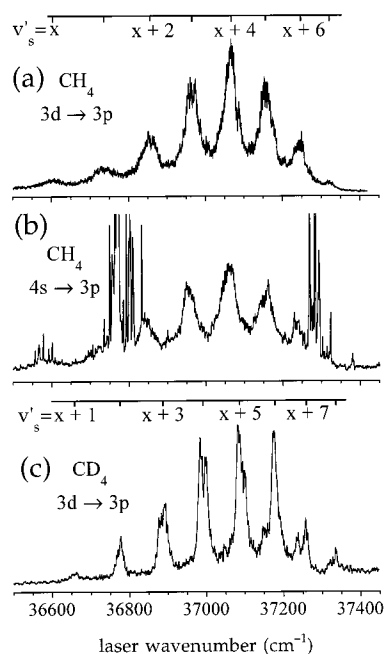 v's = x x + 2 x + 4 x + 6
(a) CH4
3d → 3p
(b) CH4
4s → 3p
v's = x + 1 x + 3 x + 5 x + 7
(c) CD4
3d → 3p
36600 36800 37000 37200 37400
laser wavenumber (cm⁻¹)